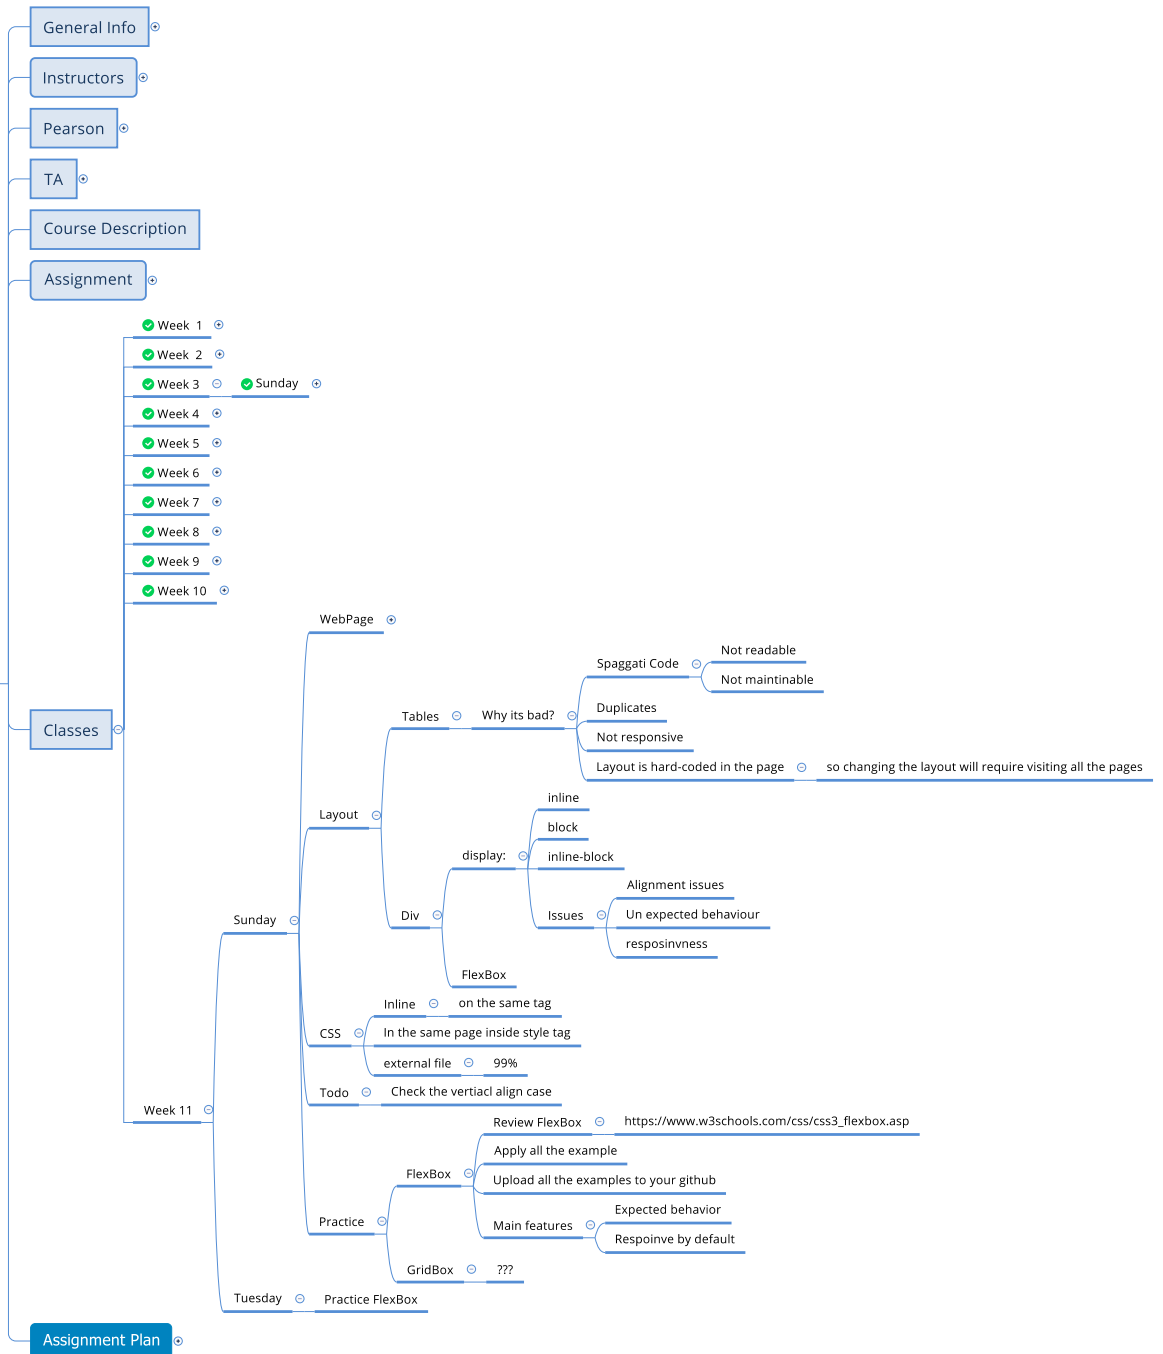 General Info
Instructors
Pearson
TA
Course Description
Assignment
Classes
Week  1
Week  2
Week 3
Sunday
Week 4
Week 5
Week 6
Week 7
Week 8
Week 9
Week 10
Week 11
Sunday
WebPage
Layout
Tables
Why its bad?
Spaggati Code
Not readable
Not maintinable
Duplicates
Not responsive
Layout is hard-coded in the page
so changing the layout will require visiting all the pages
Div
display:
inline
block
inline-block
Issues
Alignment issues
Un expected behaviour
resposinvness
FlexBox
CSS
Inline
on the same tag
In the same page inside style tag
external file
99%
Todo
Check the vertiacl align case
Practice
FlexBox
Review FlexBox
https://www.w3schools.com/css/css3_flexbox.asp
Apply all the example
Upload all the examples to your github
Main features
Expected behavior
Respoinve by default
GridBox
???
Tuesday
Practice FlexBox
Assignment Plan